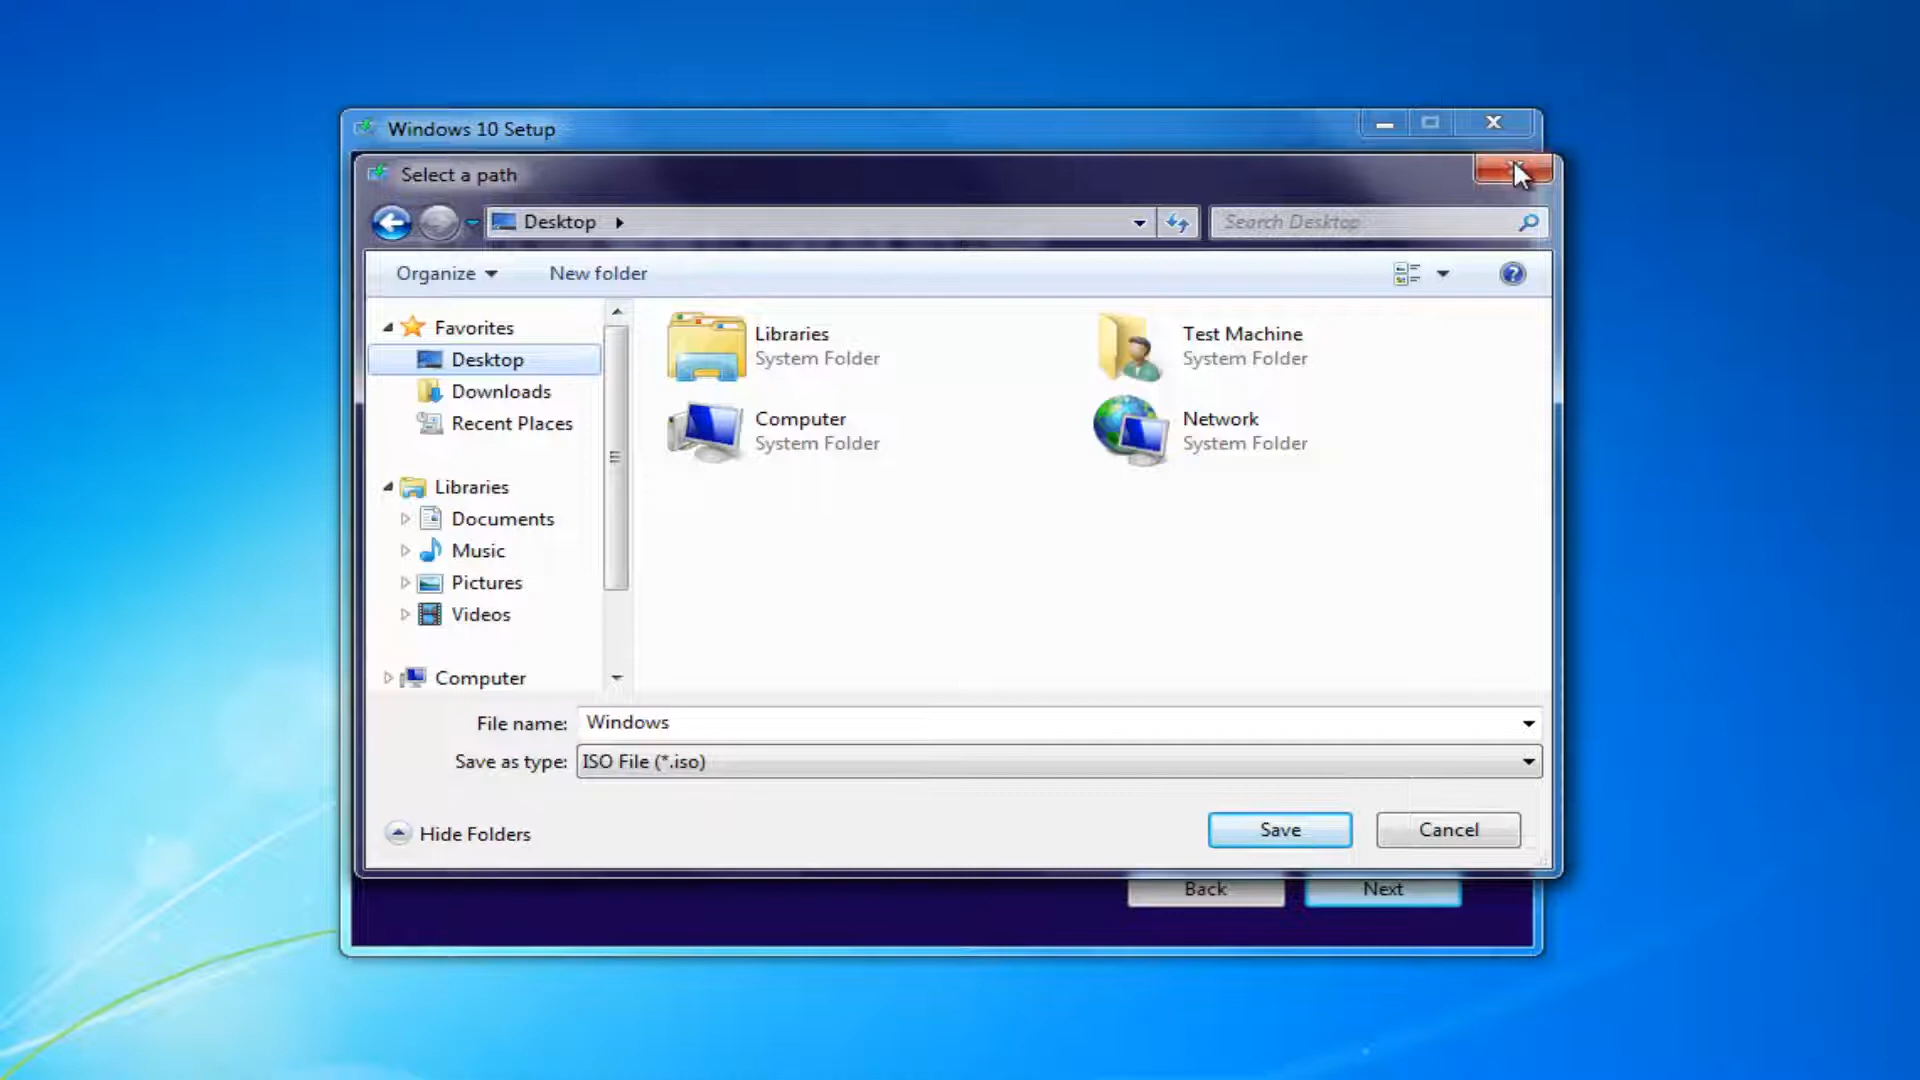 Windows 10 Setup
Select a path
Desktop
Search Desktop
Organize
New folder
Favorites
Desktop
Downloads
Recent Places
Libraries
Documents
Music
Pictures
Videos
Computer
Libraries
System Folder
Test Machine
System Folder
Computer
System Folder
Network
System Folder
File name: Windows
Save as type: ISO File (*.iso)
Hide Folders
Save
Cancel
Back
Next